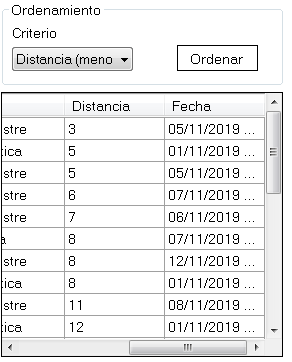 Ordenamiento
Criterio
Distancia (meno
Ordenar
Distancia Fecha
stre 3 05/11/2019 ...
tica 5 01/11/2019 ...
stre 5 05/11/2019 ...
stre 6 07/11/2019 ...
stre 7 06/11/2019 ...
a 8 07/11/2019 ...
stre 8 12/11/2019 ...
tica 8 01/11/2019 ...
stre 11 08/11/2019 ...
tica 12 01/11/2019 ...